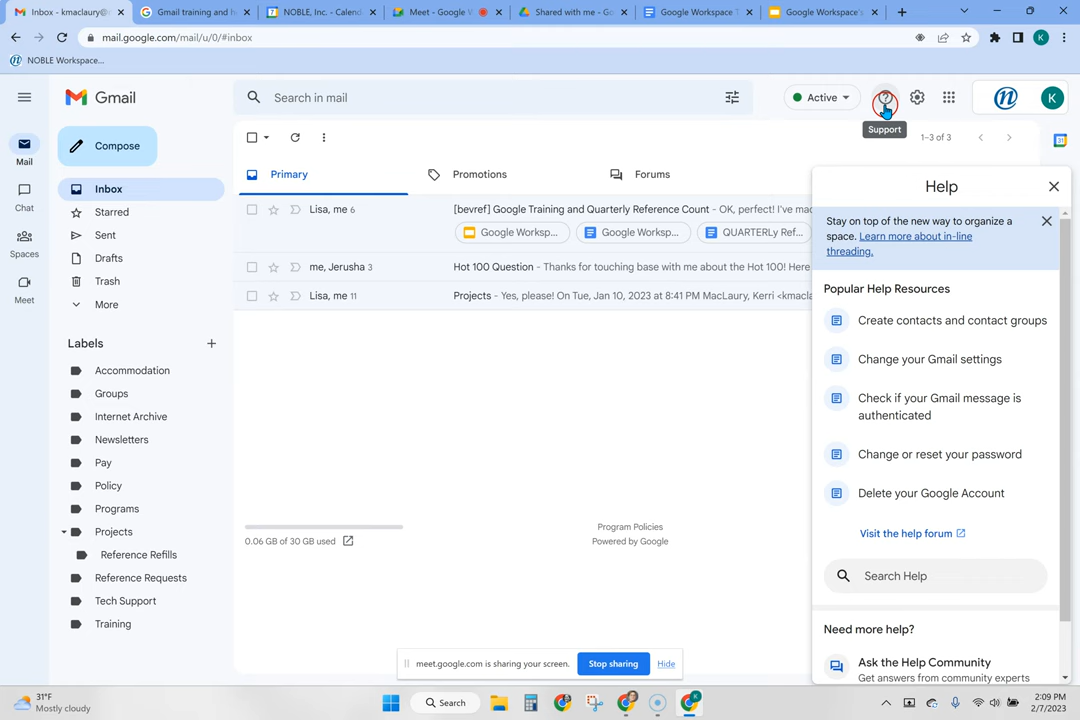 Inbox - kmaclaury@
Gmail training and h
NOBLE, Inc. - Calend
Meet - Google W
Shared with me - Go
Google Workspace T
Google Workspace's
mail.google.com/mail/u/0/#inbox
K
NOBLE Workspace...
Gmail
Search in mail
Active
n
K
Support
Compose
1–3 of 3
31
Mail
Primary
Promotions
Forums
Help
Inbox
Chat
Starred
Lisa, me 6
[bevref] Google Training and Quarterly Reference Count - OK, perfect! I've mad
Stay on top of the new way to organize a
space. Learn more about in-line
threading.
Sent
Google Worksp...
Google Worksp...
QUARTERLy Ref...
Spaces
Drafts
me, Jerusha 3
Hot 100 Question - Thanks for touching base with me about the Hot 100! Here
Trash
Popular Help Resources
Meet
More
Lisa, me 11
Projects - Yes, please! On Tue, Jan 10, 2023 at 8:41 PM MacLaury, Kerri <kmacla
Create contacts and contact groups
Labels
Change your Gmail settings
Accommodation
Groups
Check if your Gmail message is
authenticated
Internet Archive
Newsletters
Change or reset your password
Pay
Policy
Delete your Google Account
Programs
Projects
0.06 GB of 30 GB used
Program Policies
Powered by Google
Visit the help forum
Reference Refills
Reference Requests
Search Help
Tech Support
Training
Need more help?
meet.google.com is sharing your screen.
Stop sharing
Hide
Ask the Help Community
Get answers from community experts
31°F
Mostly cloudy
Search
K
2:09 PM
2/7/2023